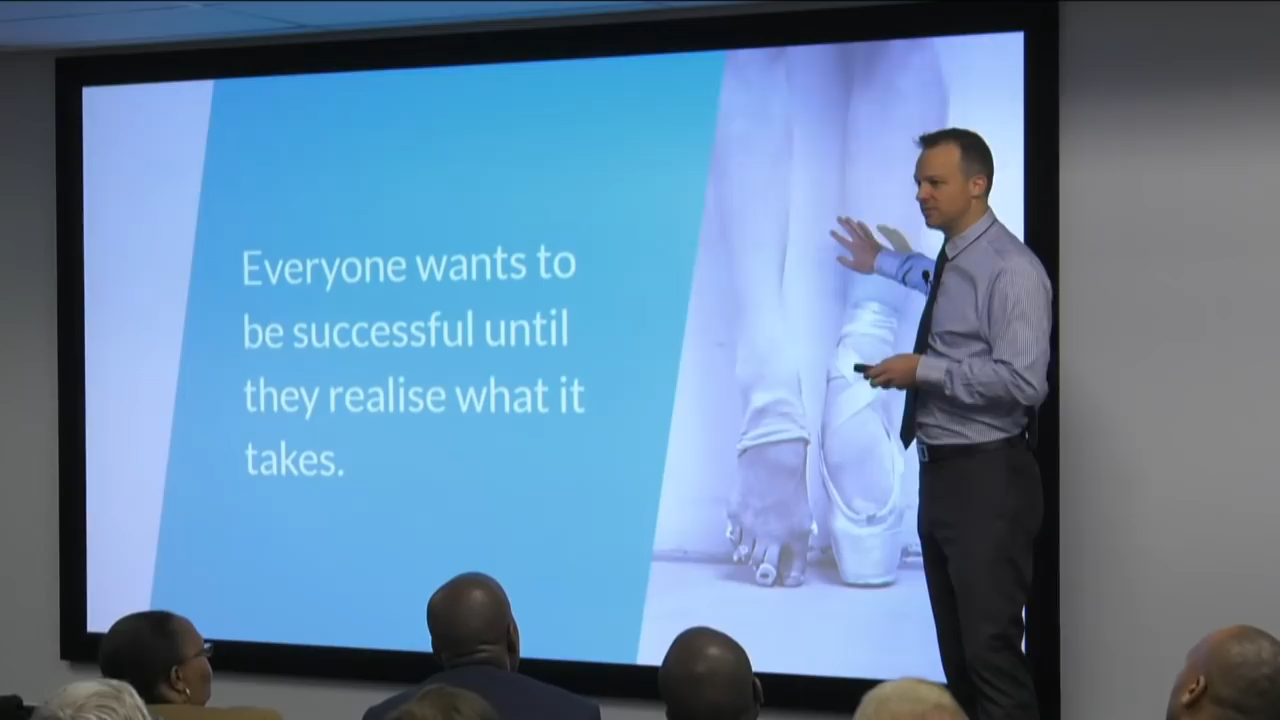 Everyone wants to
be successful until
they realise what it
takes.